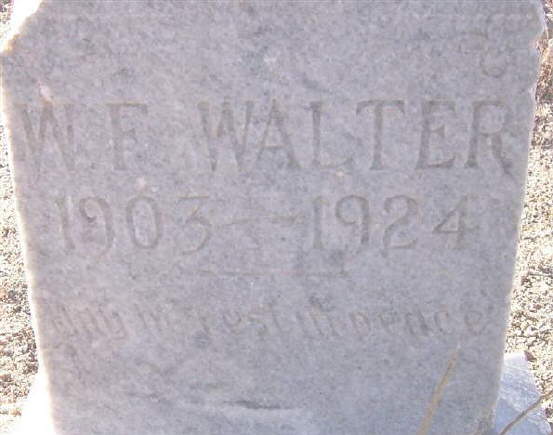 W. F. WALTER
1903—1924
rest in peace